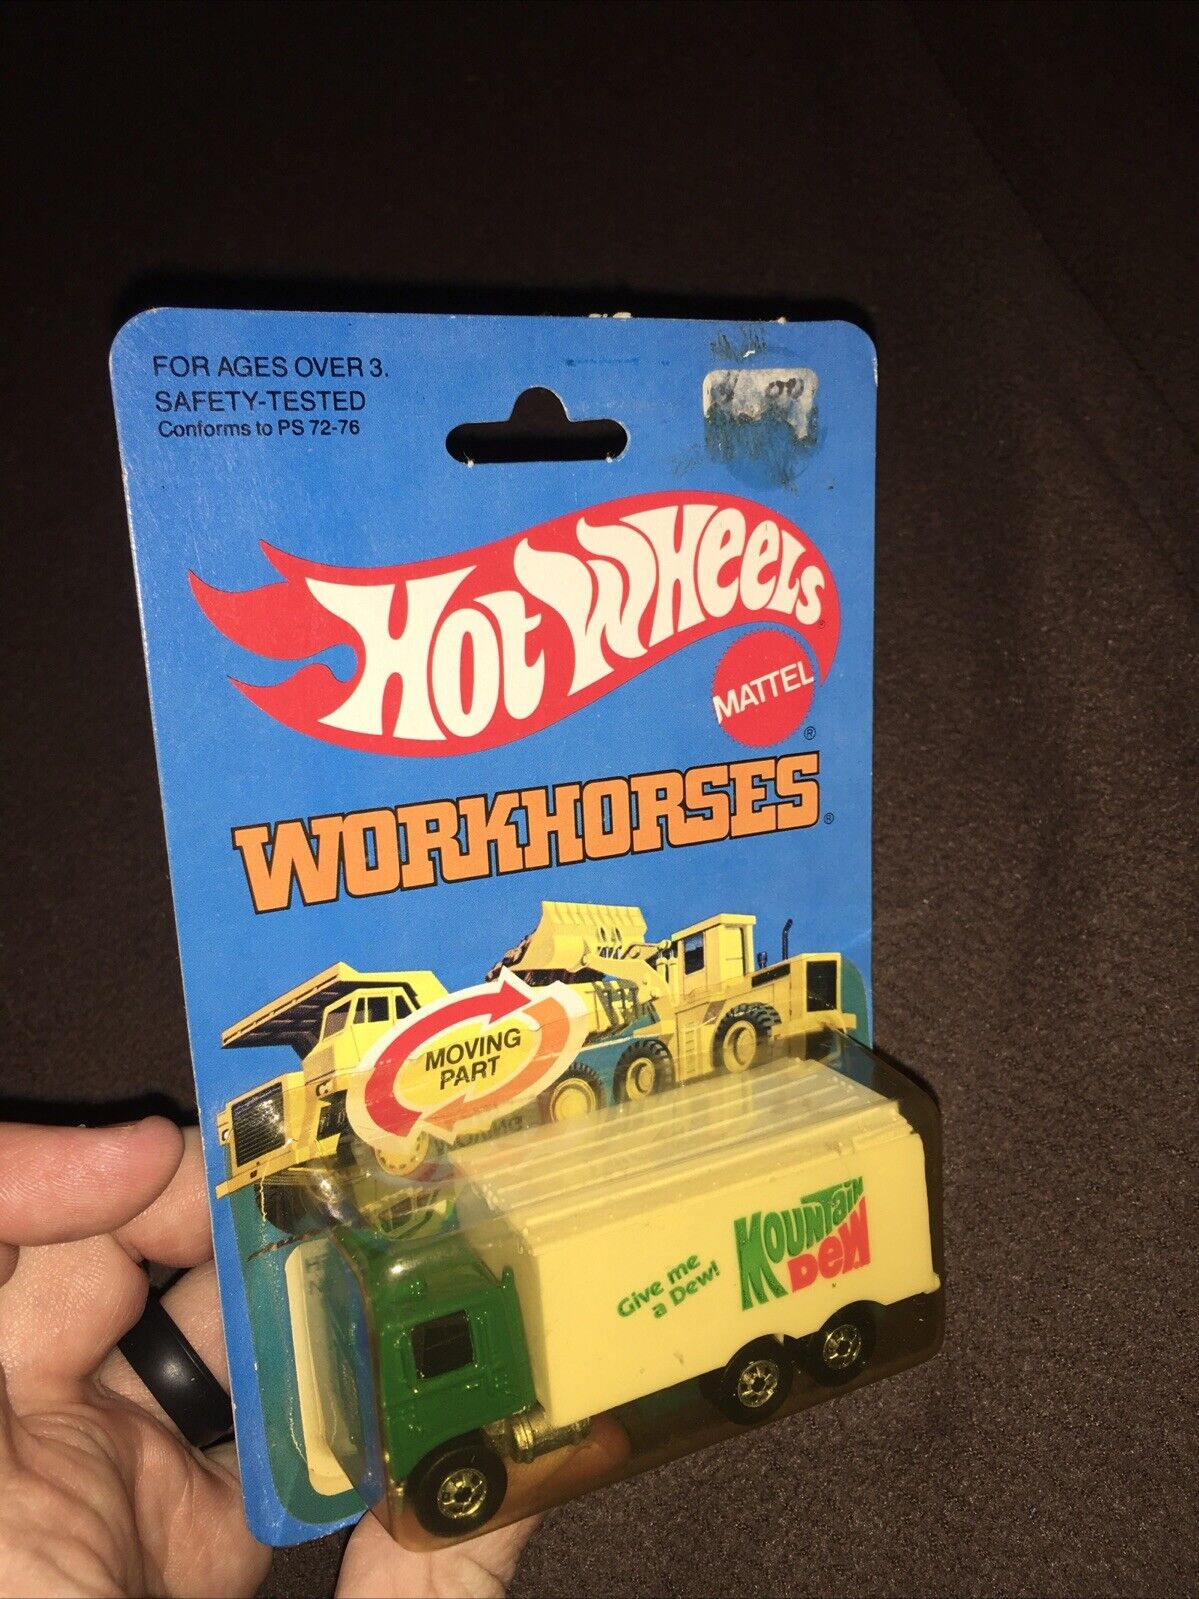 FOR AGES OVER 3.
SAFETY-TESTED
Conforms to PS 72-76
HOT WHEELS
MATTEL
®
WORKHORSES®
MOVING
PART
Give me
a Dew!
MOUNTAIN
DEW